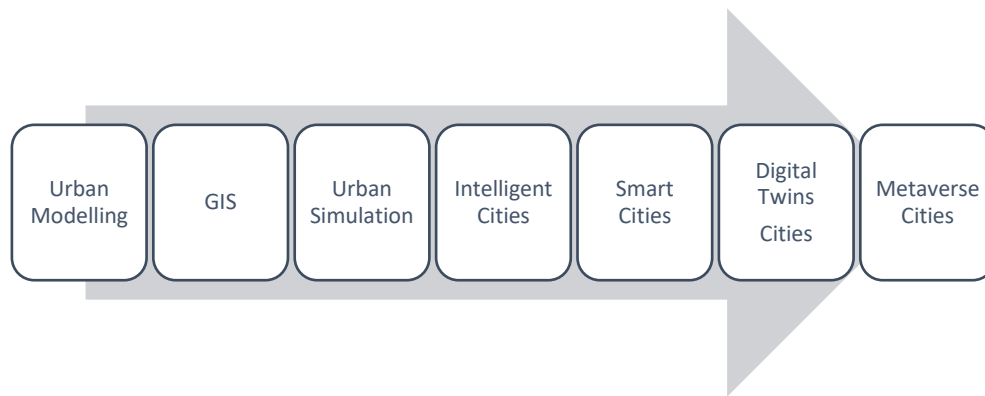 Urban
Modelling
GIS
Urban
Simulation
Intelligent
Cities
Smart
Cities
Digital
Twins
Cities
Metaverse
Cities